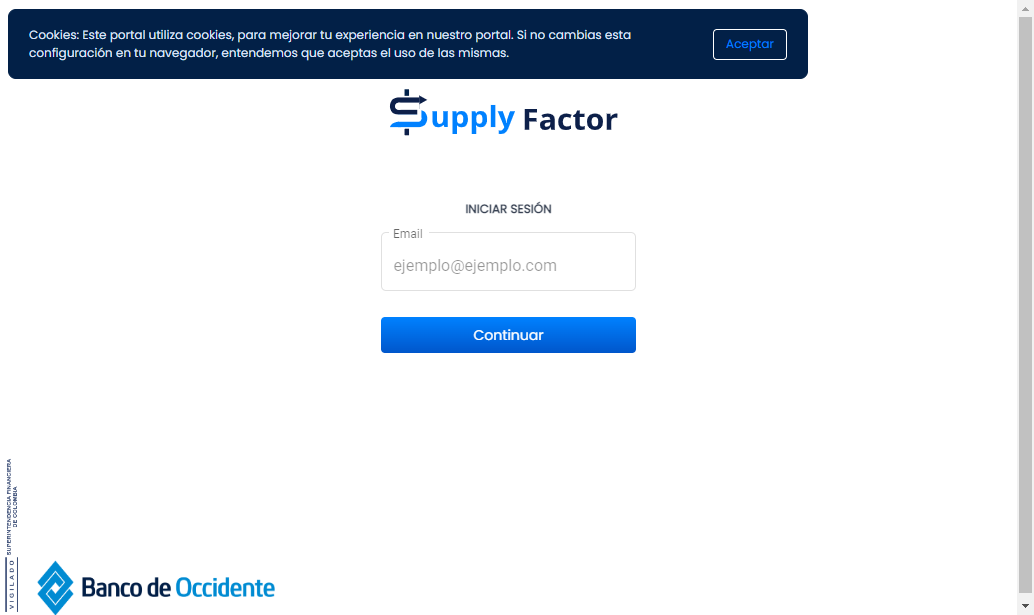 Cookies: Este portal utiliza cookies, para mejorar tu experiencia en nuestro portal. Si no cambias esta
configuración en tu navegador, entendemos que aceptas el uso de las mismas.
Aceptar
Supply Factor
INICIAR SESIÓN
Email
ejemplo@ejemplo.com
Continuar
VIGILADO
SUPERINTENDENCIA FINANCIERA
DE COLOMBIA
Banco de Occidente